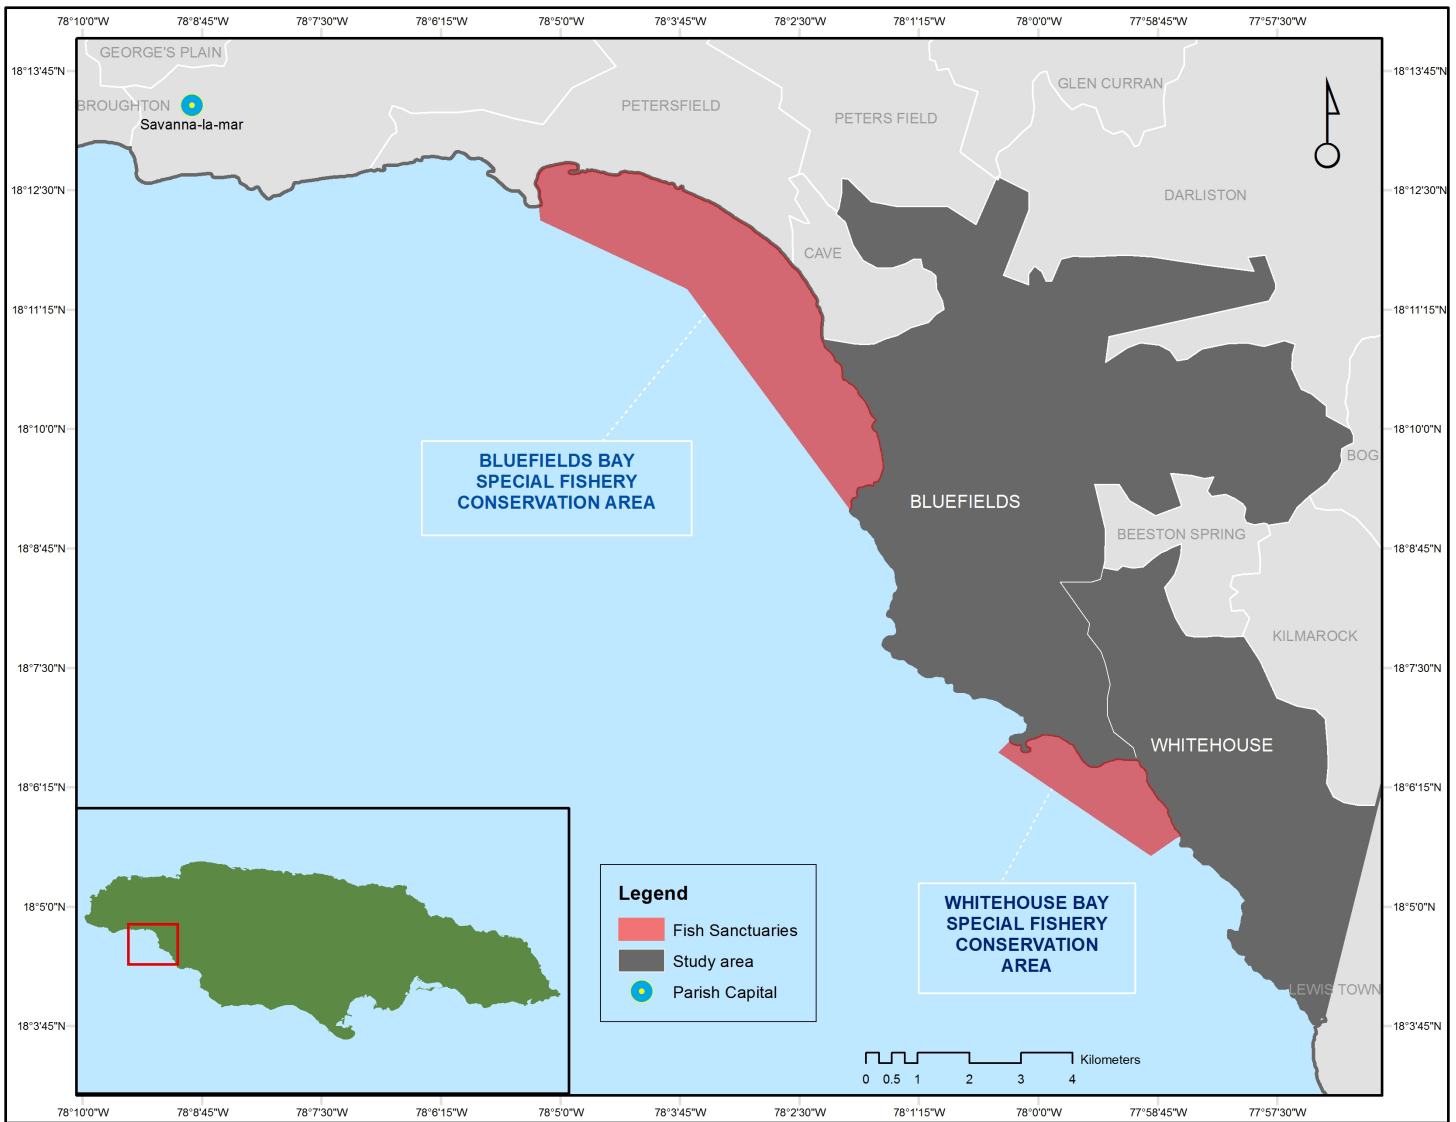 78°10'0"W 78°8'45"W 78°7'30"W 78°6'15"W 78°5'0"W 78°3'45"W 78°2'30"W 78°1'15"W 78°0'0"W 77°58'45"W 77°57'30"W
GEORGE'S PLAIN
18°13'45"N 18°13'45"N
GLEN CURRAN
BROUGHTON
PETERSFIELD
PETERS FIELD
Savanna-la-mar
18°12'30"N 18°12'30"N
DARLISTON
CAVE
18°11'15"N 18°11'15"N
18°10'0"N 18°10'0"N
BOG
BLUEFIELDS BAY
SPECIAL FISHERY
CONSERVATION AREA
BLUEFIELDS
BEESTON SPRING
18°8'45"N 18°8'45"N
KILMAROCK
18°7'30"N 18°7'30"N
WHITEHOUSE
18°6'15"N 18°6'15"N
Legend
Fish Sanctuaries
Study area
Parish Capital
WHITEHOUSE BAY
SPECIAL FISHERY
CONSERVATION
AREA
18°5'0"N 18°5'0"N
LEWIS TOWN
18°3'45"N 18°3'45"N
Kilometers
0 0.5 1 2 3 4
78°10'0"W 78°8'45"W 78°7'30"W 78°6'15"W 78°5'0"W 78°3'45"W 78°2'30"W 78°1'15"W 78°0'0"W 77°58'45"W 77°57'30"W